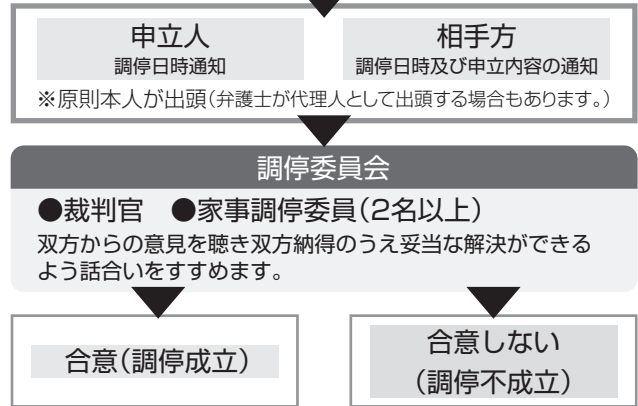 申立人
調停日時通知
相手方
調停日時及び申立内容の通知
※原則本人が出頭(弁護士が代理人として出頭する場合もあります。)
調停委員会
●裁判官 ●家事調停委員(2名以上)
双方からの意見を聴き双方納得のうえ妥当な解決ができる
よう話合いをすすめます。
合意(調停成立)
合意しない
(調停不成立)